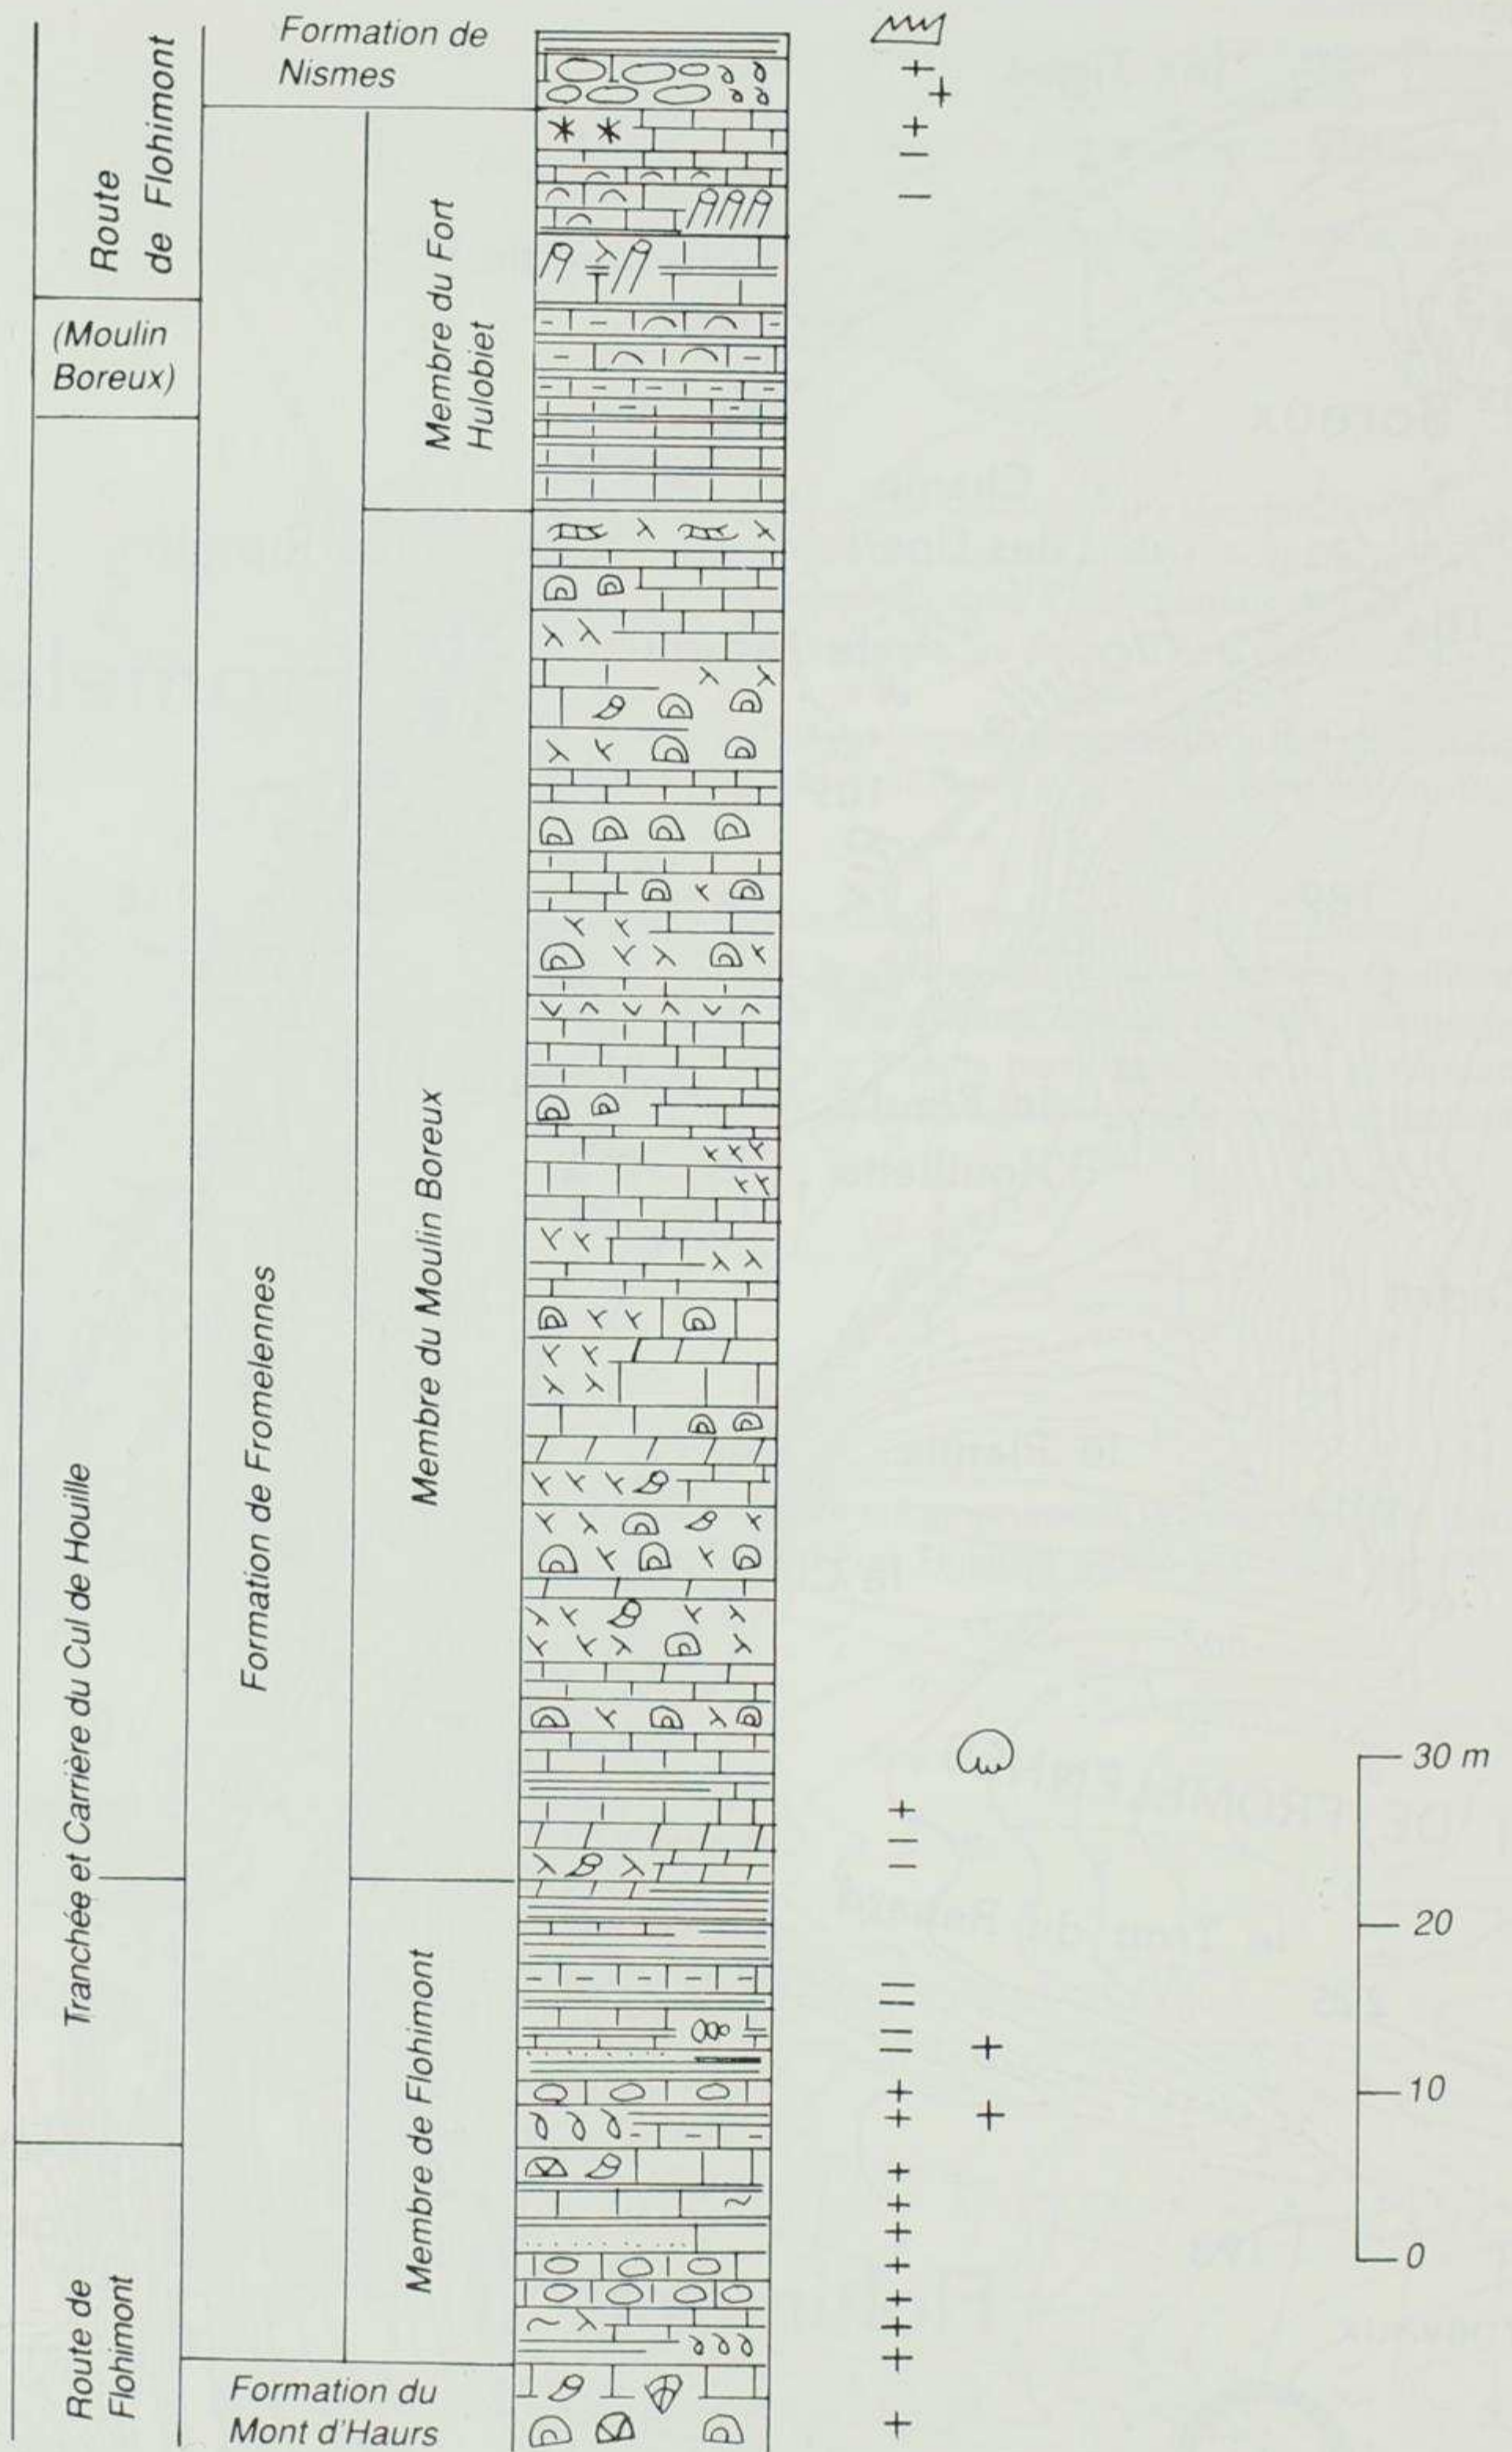 Formation de
Nismes
Route
de Flohimont
(Moulin
Boreux)
Membre du Fort
Hulobiet
Membre du Moulin Boreux
Formation de Fromelennes
Tranchée et Carrière du Cul de Houille
Membre de Flohimont
Route de
Flohimont
Formation du
Mont d'Haurs
30 m
20
10
0